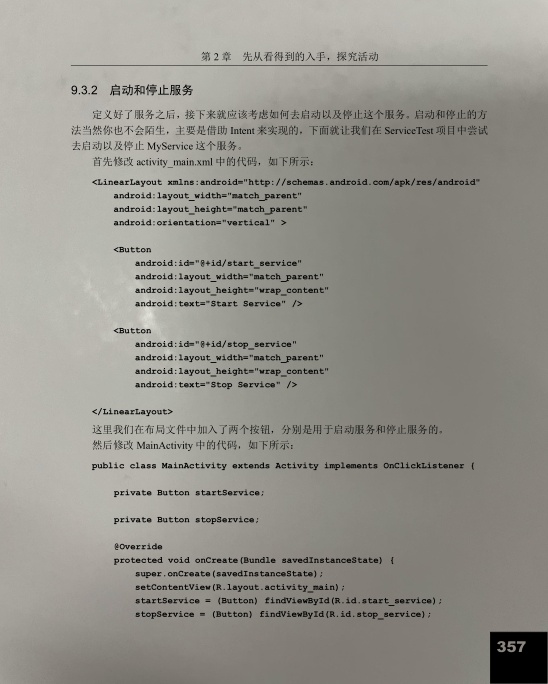 第 2 章 先从看得到的入手，探究活动
9.3.2 启动和停止服务
定义好了服务之后，接下来就应该考虑如何去启动以及停止这个服务。启动和停止的方
法当然你也不会陌生，主要是借助 Intent 来实现的，下面就让我们在 ServiceTest 项目中尝试
去启动以及停止 MyService 这个服务。
首先修改 activity_main.xml 中的代码，如下所示：
<LinearLayout xmlns:android="http://schemas.android.com/apk/res/android"
android:layout_width="match_parent"
android:layout_height="match_parent"
android:orientation="vertical" >
<Button
android:id="@+id/start_service"
android:layout_width="match_parent"
android:layout_height="wrap_content"
android:text="Start Service" />
<Button
android:id="@+id/stop_service"
android:layout_width="match_parent"
android:layout_height="wrap_content"
android:text="Stop Service" />
</LinearLayout>
这里我们在布局文件中加入了两个按钮，分别是用于启动服务和停止服务的。
然后修改 MainActivity 中的代码，如下所示：
public class MainActivity extends Activity implements OnClickListener {
private Button startService;
private Button stopService;
@Override
protected void onCreate(Bundle savedInstanceState) {
super.onCreate(savedInstanceState);
setContentView(R.layout.activity_main);
startService = (Button) findViewById(R.id.start_service);
stopService = (Button) findViewById(R.id.stop_service);
357